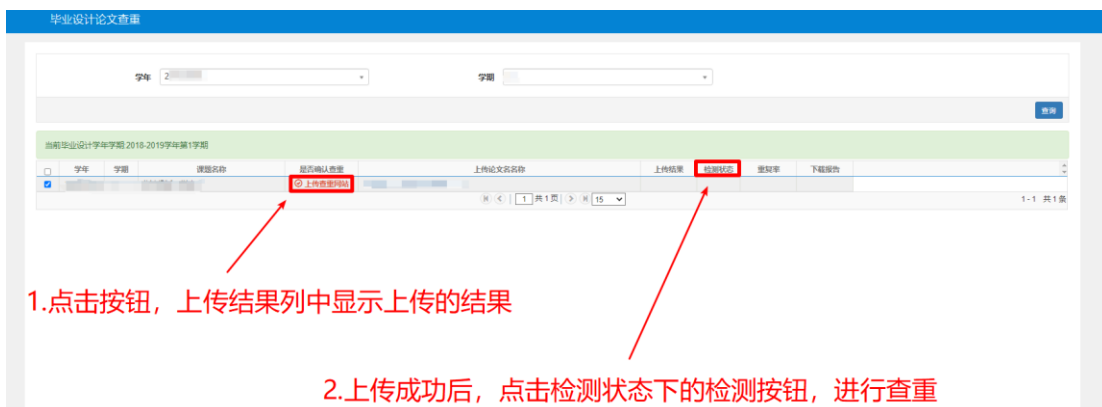 毕业设计论文查重
学年 2 学期
查询
当前毕业设计学年学期:2018-2019学年第1学期
学年 学期 课题名称 是否确认查重 上传论文名名称 上传结果 检测状态 重复率 下载报告
上传查重网站
1 共1页 15 1-1 共1条
1.点击按钮，上传结果列中显示上传的结果
2.上传成功后，点击检测状态下的检测按钮，进行查重